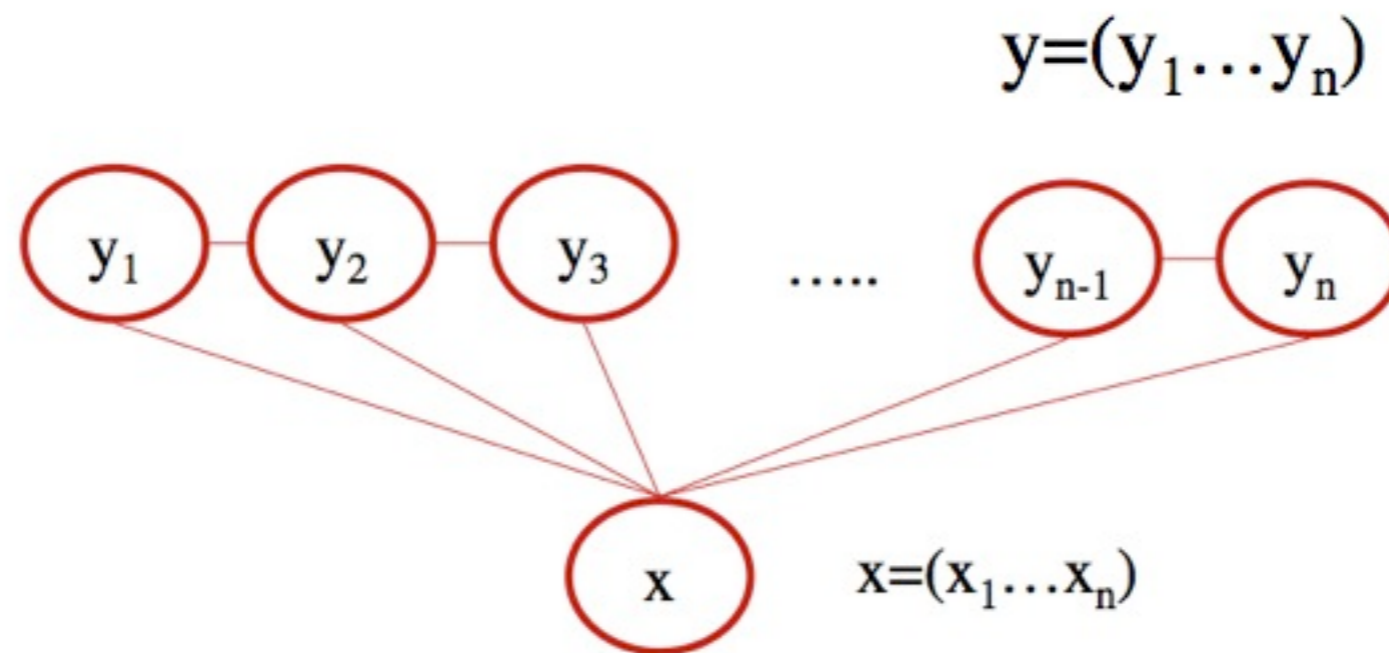 y=(y₁…yₙ)
y₁ y₂ y₃ ..... yₙ₋₁ yₙ
x x=(x₁…xₙ)